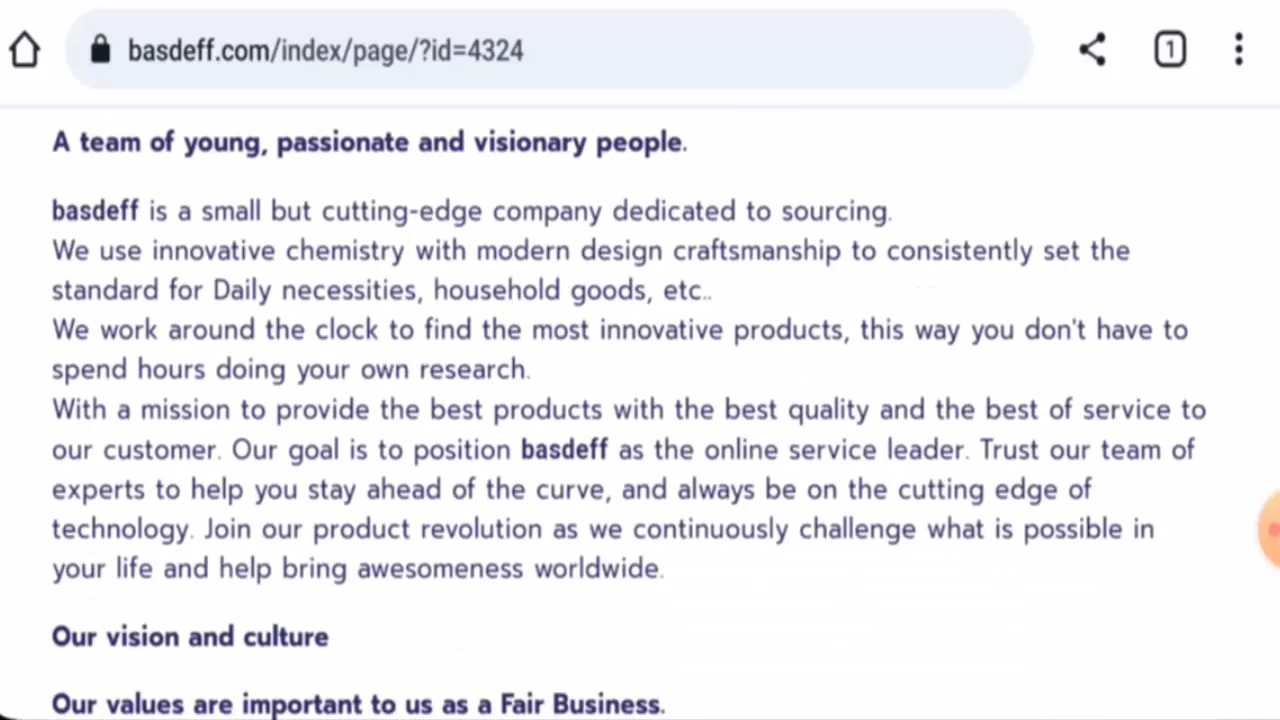 basdeff.com/index/page/?id=4324
1
A team of young, passionate and visionary people.
basdeff is a small but cutting-edge company dedicated to sourcing.
We use innovative chemistry with modern design craftsmanship to consistently set the
standard for Daily necessities, household goods, etc..
We work around the clock to find the most innovative products, this way you don't have to
spend hours doing your own research.
With a mission to provide the best products with the best quality and the best of service to
our customer. Our goal is to position basdeff as the online service leader. Trust our team of
experts to help you stay ahead of the curve, and always be on the cutting edge of
technology. Join our product revolution as we continuously challenge what is possible in
your life and help bring awesomeness worldwide.
Our vision and culture
Our values are important to us as a Fair Business.